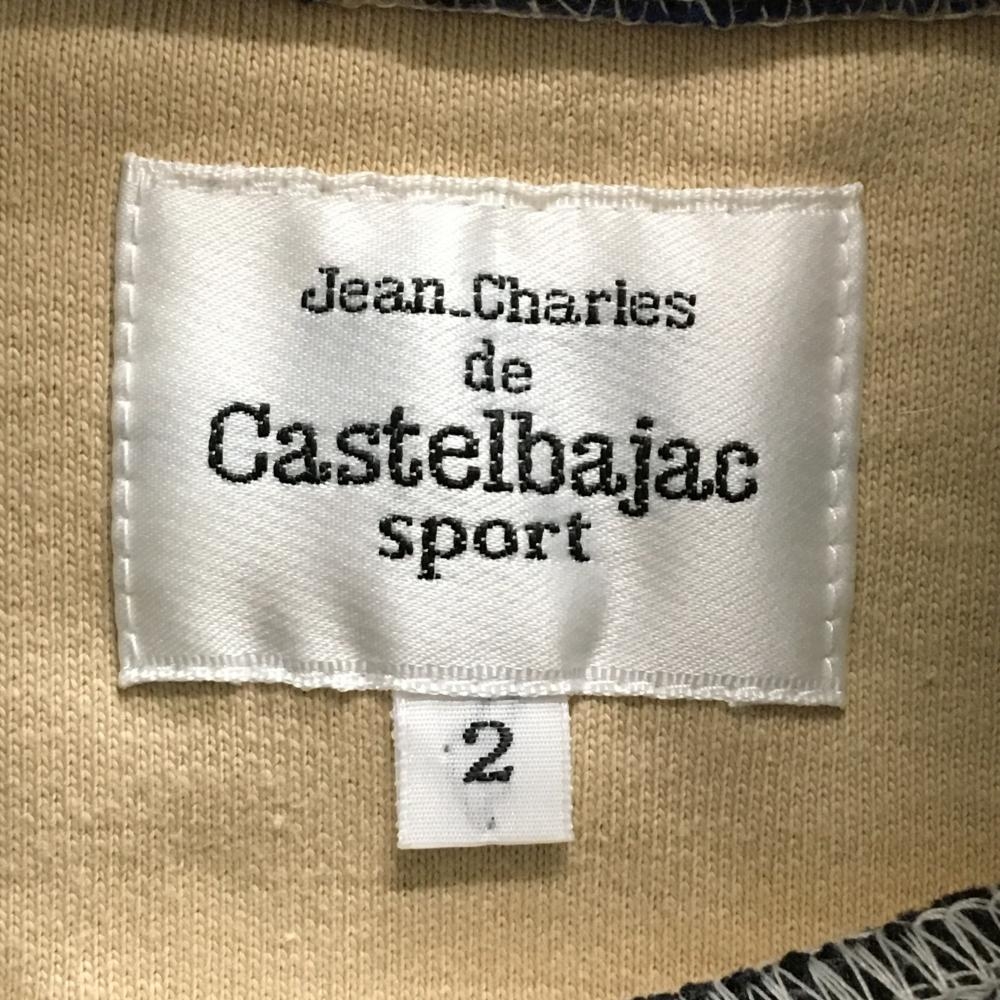 Jean_Charles
de
Castelbajac
sport
2